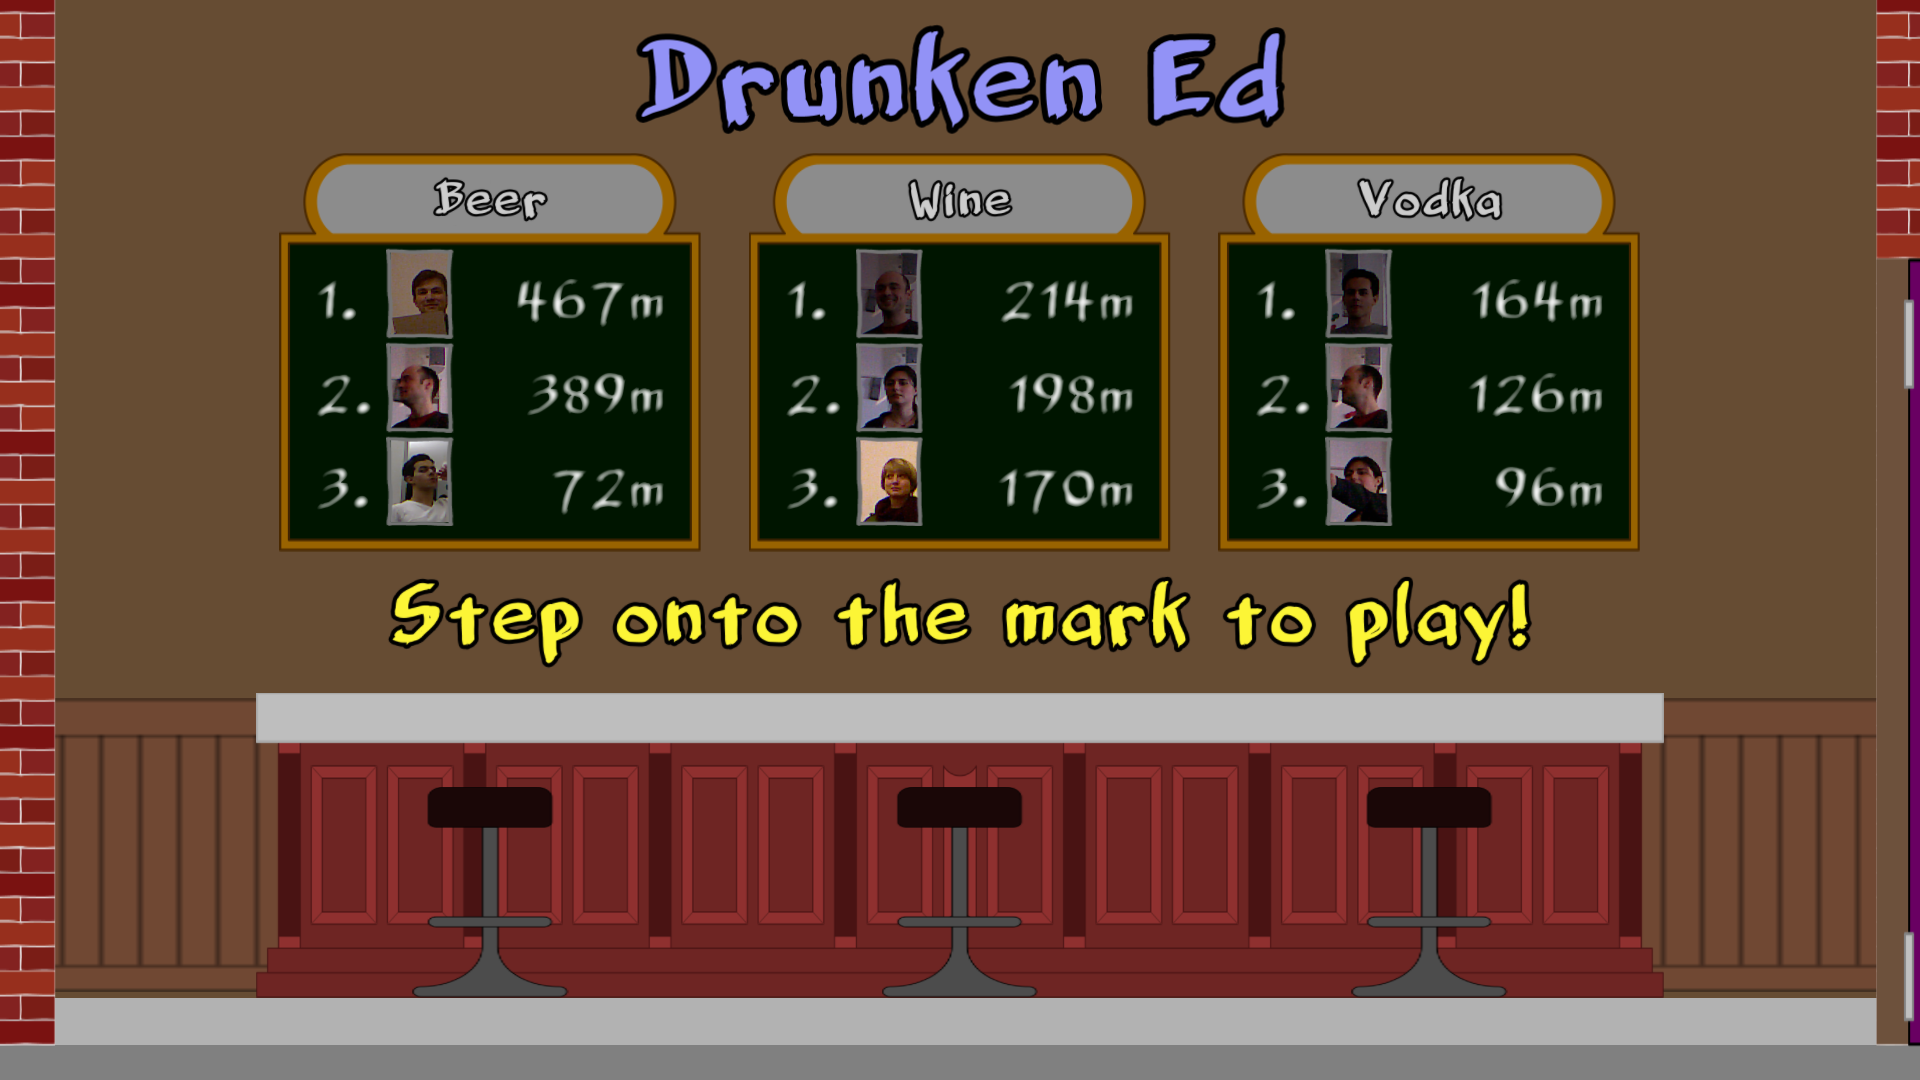 Drunken Ed
Beer
1. 467m
2. 389m
3. 72m
Wine
1. 214m
2. 198m
3. 170m
Vodka
1. 164m
2. 126m
3. 96m
Step onto the mark to play!